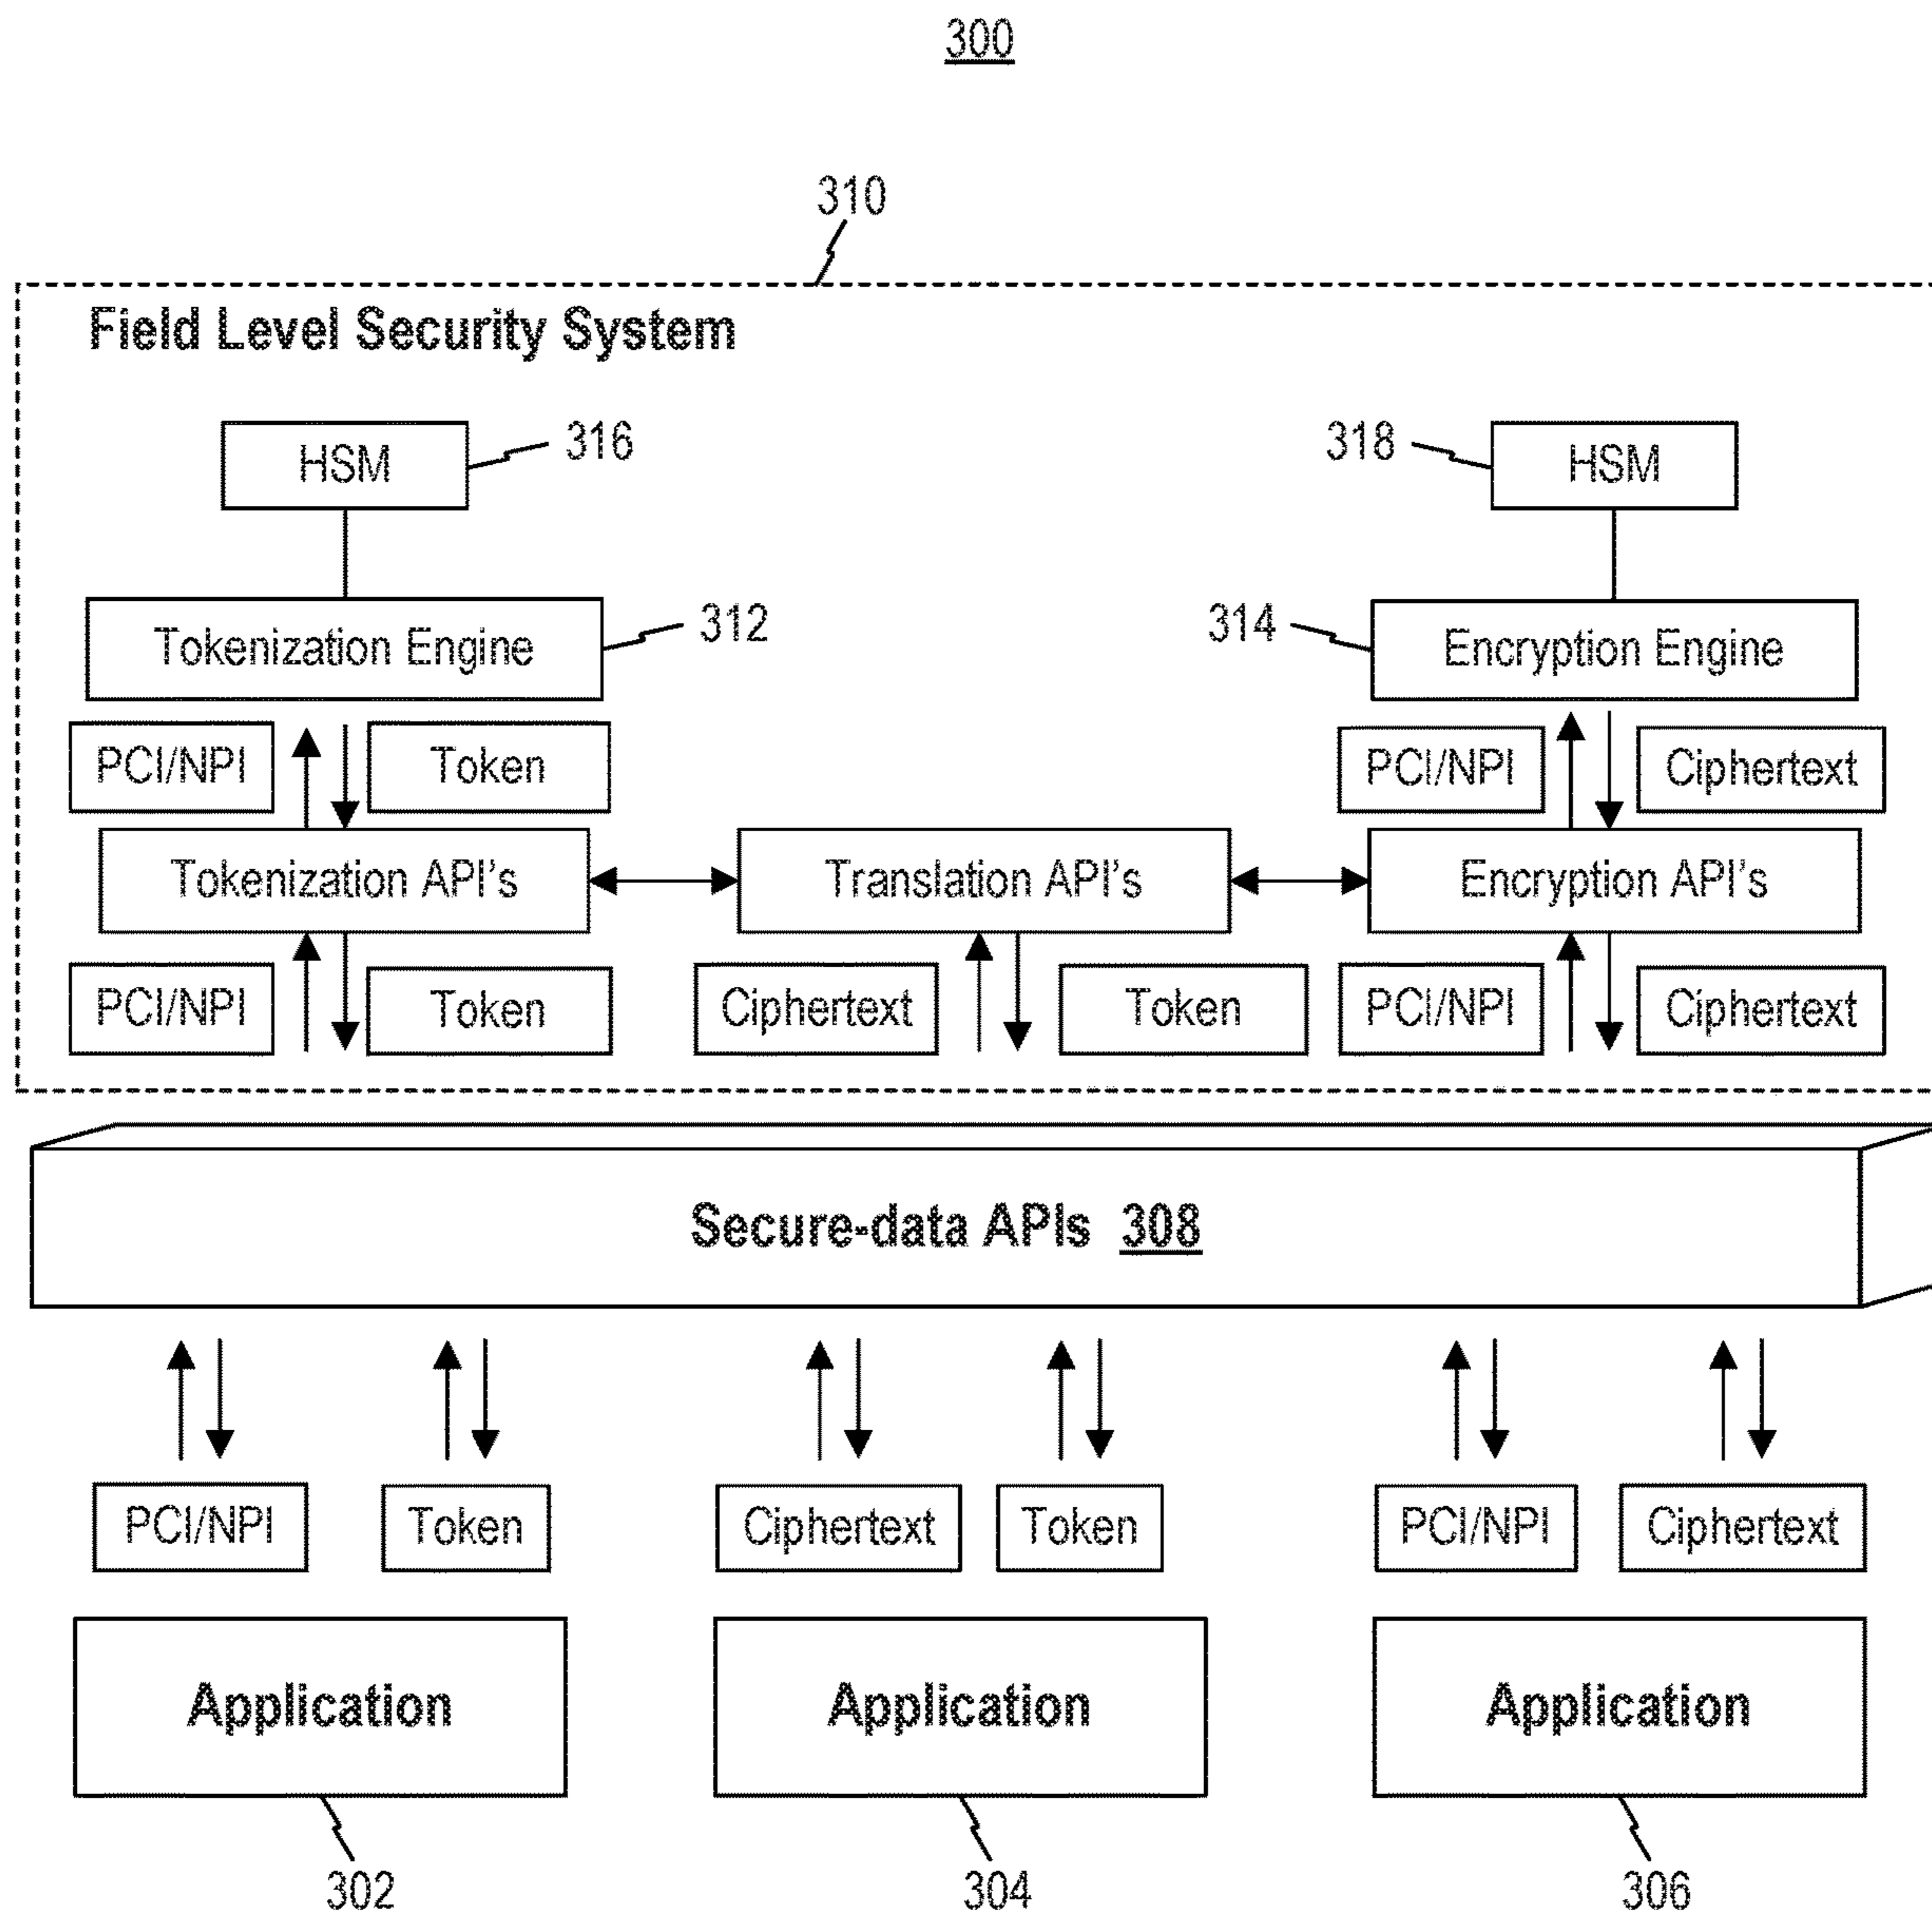 300
310
Field Level Security System
HSM 316 318 HSM
Tokenization Engine 312 314 Encryption Engine
PCI/NPI Token PCI/NPI Ciphertext
Tokenization API's Translation API's Encryption API's
PCI/NPI Token Ciphertext Token PCI/NPI Ciphertext
Secure-data APIs 308
PCI/NPI Token Ciphertext Token PCI/NPI Ciphertext
Application Application Application
302 304 306